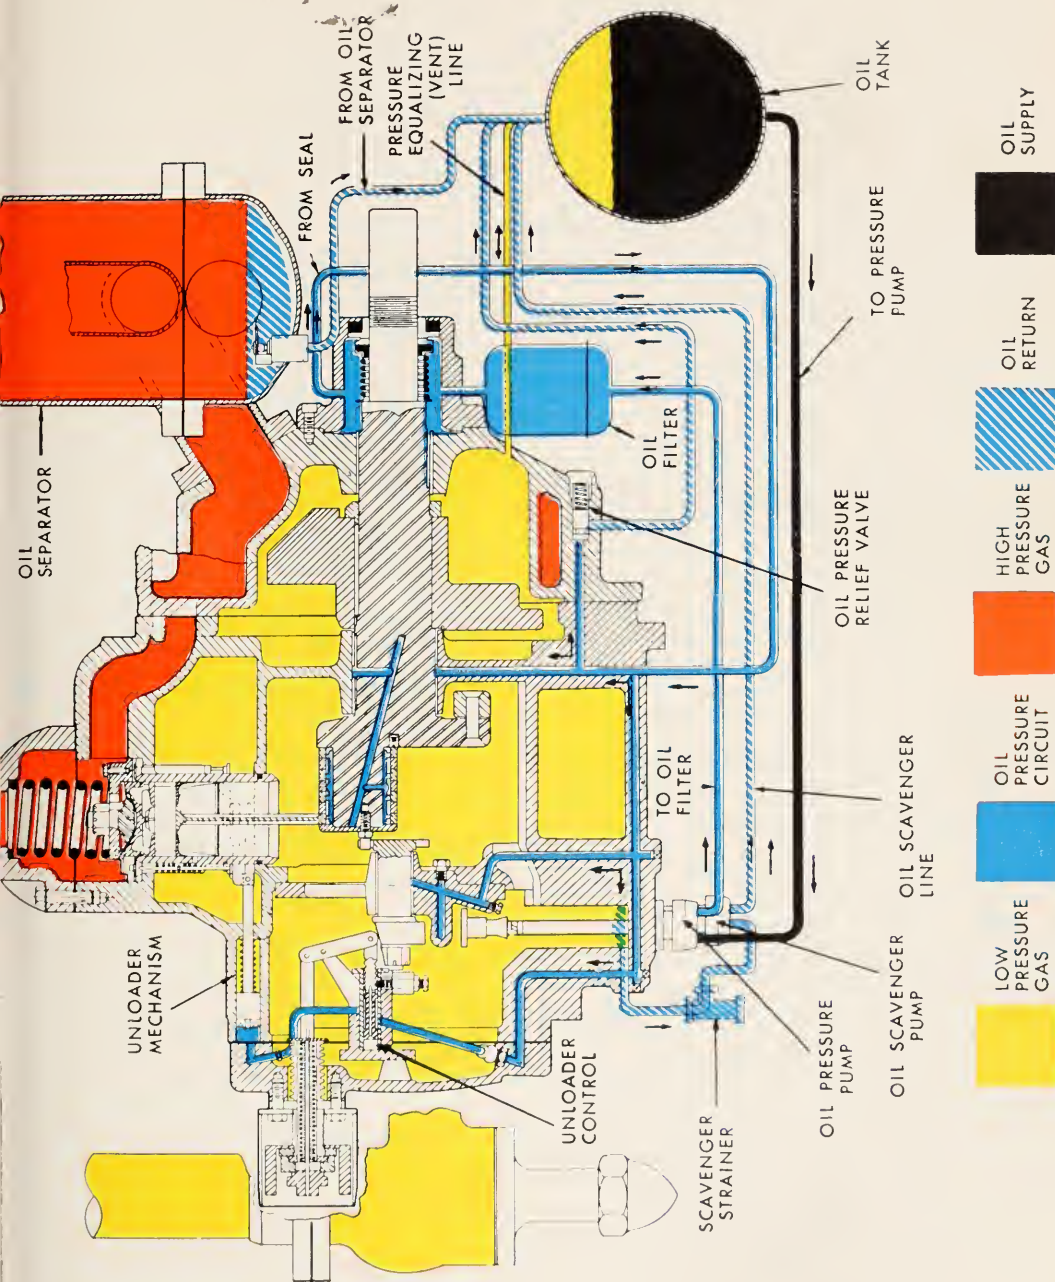 OIL
SEPARATOR
FROM SEAL
FROM OIL
SEPARATOR
PRESSURE
EQUALIZING
(VENT)
LINE
OIL
TANK
TO PRESSURE
PUMP
OIL
FILTER
OIL PRESSURE
RELIEF VALVE
UNLOADER
MECHANISM
TO OIL
FILTER
OIL SCAVENGER
LINE
UNLOADER
CONTROL
OIL PRESSURE
PUMP
OIL SCAVENGER
PUMP
SCAVENGER
STRAINER
LOW
PRESSURE
GAS
OIL
PRESSURE
CIRCUIT
HIGH
PRESSURE
GAS
OIL
RETURN
OIL
SUPPLY